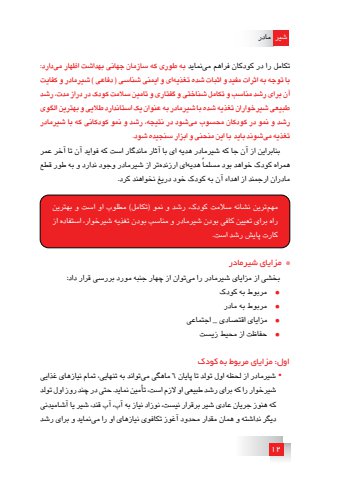 شیر مادر
تکامل را در کودکان فراهم می‌نماید به طوری که سازمان جهانی بهداشت اظهار می‌دارد:
با توجه به اثرات مفید و اثبات شده تغذیه‌ای و ایمنی شناسی (دفاعی) شیرمادر و کفایت
آن برای رشد مناسب و تکامل شناختی و گفتاری و تامین سلامت کودک در دراز مدت، رشد
طبیعی شیرخواران تغذیه شده با شیرمادر به عنوان یک استاندارد طلایی و بهترین الگوی
رشد و نمو در کودکان محسوب می‌شود در نتیجه، رشد و نمو کودکانی که با شیرمادر
تغذیه می‌شوند باید با این منحنی و ابزار سنجیده شود.
بنابراین از آن جا که شیرمادر هدیه ای با آثار ماندگار است که فواید آن تا آخر عمر
همراه کودک خواهد بود مسلماً هدیه‌ای ارزنده‌تر از شیرمادر وجود ندارد و به طور قطع
مادران ارجمند از اهداء آن به کودک خود دریغ نخواهند کرد.
مهم‌ترین نشانه سلامت کودک، رشد و نمو (تکامل) مطلوب او است و بهترین
راه برای تعیین کافی بودن شیرمادر و مناسب بودن تغذیه شیرخوار، استفاده از
کارت پایش رشد است.
مزایای شیرمادر
بخشی از مزایای شیرمادر را می‌توان از چهار جنبه مورد بررسی قرار داد:
• مربوط به کودک
• مربوط به مادر
• مزایای اقتصادی _ اجتماعی
• حفاظت از محیط زیست
اول: مزایای مربوط به کودک
* شیرمادر از لحظه اول تولد تا پایان ۶ ماهگی می‌تواند به تنهایی، تمام نیازهای غذایی
شیرخوار را که برای رشد طبیعی او لازم است، تأمین نماید. حتی در چند روز اول تولد
که هنوز جریان عادی شیر برقرار نیست، نوزاد نیاز به آب، آب قند، شیر یا آشامیدنی
دیگر نداشته و همان مقدار محدود آغوز تکافوی نیازهای او را می‌نماید و برای رشد
۱۲